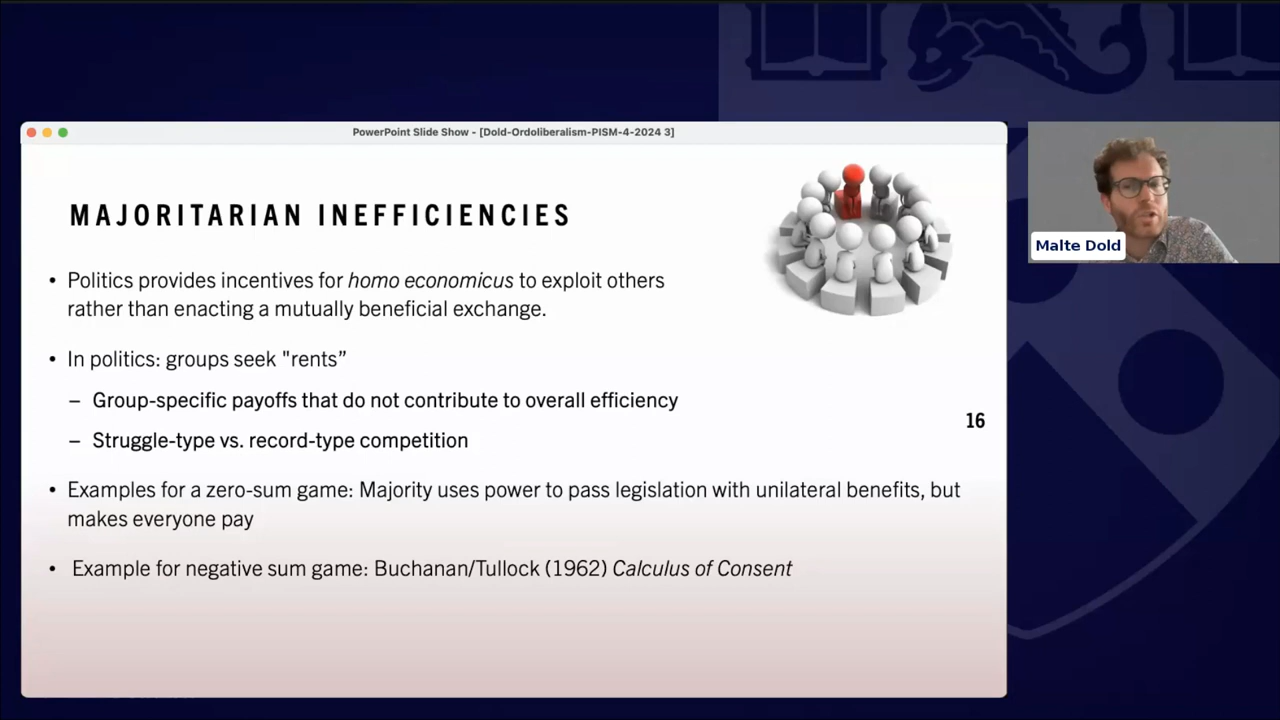 PowerPoint Slide Show - [Dold-Ordoliberalism-PISM-4-2024 3]
MAJORITARIAN INEFFICIENCIES
• Politics provides incentives for homo economicus to exploit others
rather than enacting a mutually beneficial exchange.
• In politics: groups seek "rents”
– Group-specific payoffs that do not contribute to overall efficiency
– Struggle-type vs. record-type competition
16
• Examples for a zero-sum game: Majority uses power to pass legislation with unilateral benefits, but
makes everyone pay
• Example for negative sum game: Buchanan/Tullock (1962) Calculus of Consent
Malte Dold